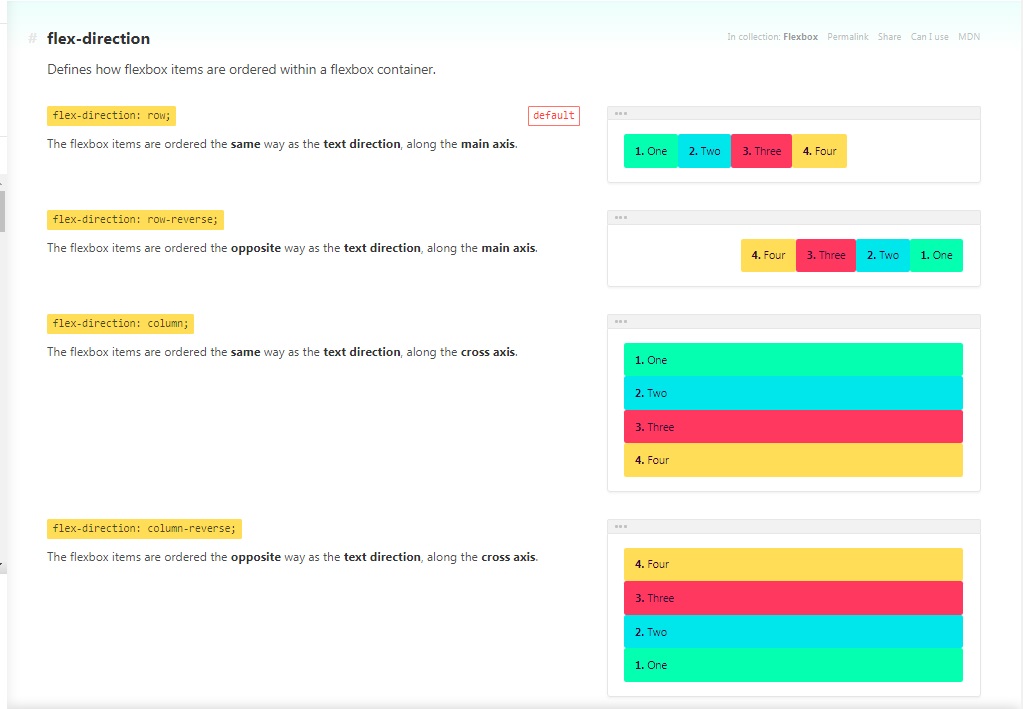 # flex-direction
In collection: Flexbox Permalink Share Can I use MDN
Defines how flexbox items are ordered within a flexbox container.
flex-direction: row;
default
The flexbox items are ordered the same way as the text direction, along the main axis.
1. One 2. Two 3. Three 4. Four
flex-direction: row-reverse;
The flexbox items are ordered the opposite way as the text direction, along the main axis.
4. Four 3. Three 2. Two 1. One
flex-direction: column;
The flexbox items are ordered the same way as the text direction, along the cross axis.
1. One
2. Two
3. Three
4. Four
flex-direction: column-reverse;
The flexbox items are ordered the opposite way as the text direction, along the cross axis.
4. Four
3. Three
2. Two
1. One